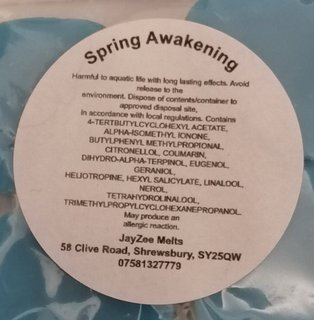 Spring Awakening
Harmful to aquatic life with long lasting effects. Avoid
release to the
environment. Dispose of contents/container to
approved disposal site,
in accordance with local regulations. Contains
4-TERTBUTYLCYCLOHEXYL ACETATE,
ALPHA-ISOMETHYL IONONE,
BUTYLPHENYL METHYLPROPIONAL,
CITRONELLOL, COUMARIN,
DIHYDRO-ALPHA-TERPINOL, EUGENOL,
GERANIOL,
HELIOTROPINE, HEXYL SALICYLATE, LINALOOL,
NEROL,
TETRAHYDROLINALOOL,
TRIMETHYLPROPYLCYCLOHEXANEPROPANOL.
May produce an
allergic reaction.
JayZee Melts
58 Clive Road, Shrewsbury, SY25QW
07581327779